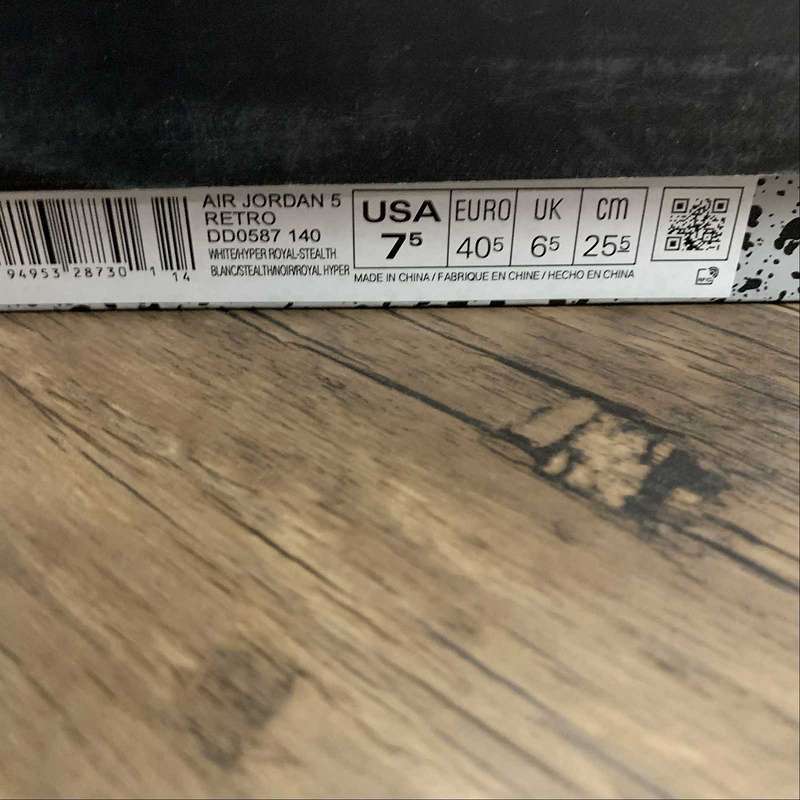 AIR JORDAN 5
RETRO
DD0587 140
WHITE/HYPER ROYAL-STEALTH
BLANC/STEALTH/NOIR/ROYAL HYPER
94953 28730 1 14
USA
7⁵
EURO
40⁵
UK
6⁵
cm
25⁵
MADE IN CHINA / FABRIQUE EN CHINE / HECHO EN CHINA